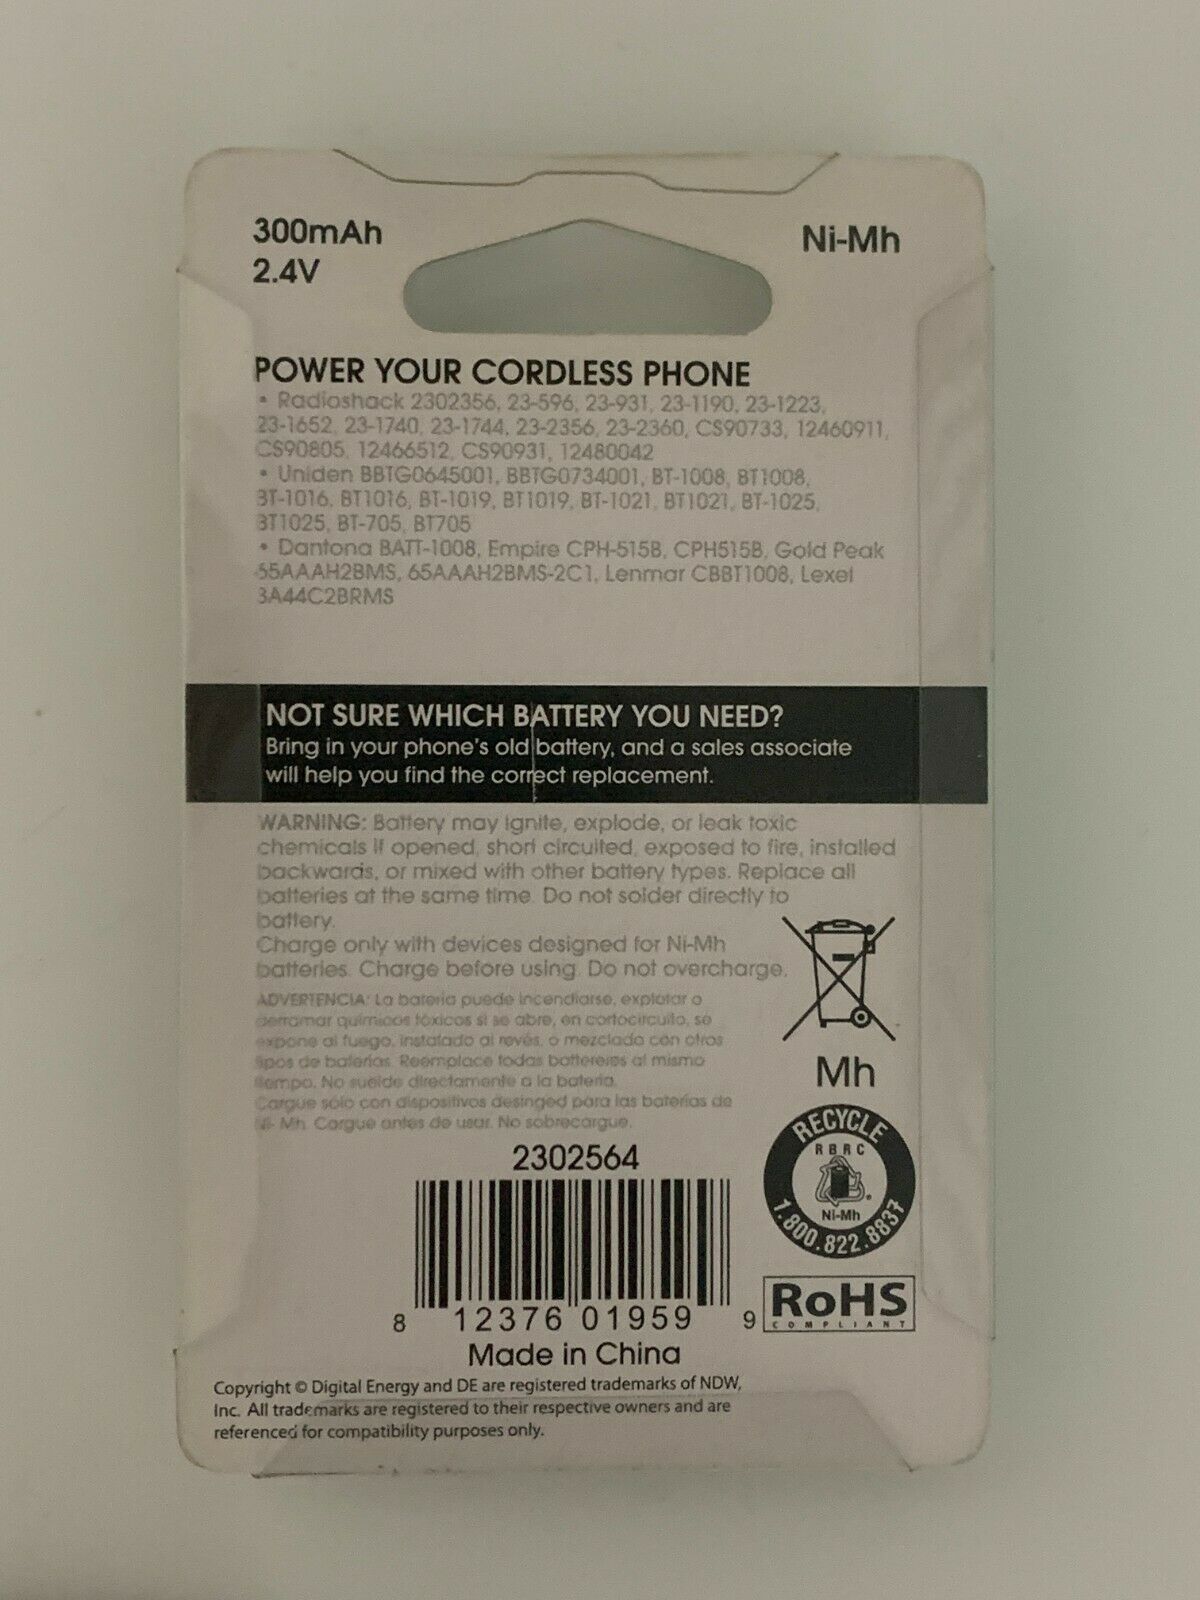 300mAh
2.4V
Ni-Mh
POWER YOUR CORDLESS PHONE
• Radioshack 2302356, 23-596, 23-931, 23-1190, 23-1223,
23-1652, 23-1740, 23-1744, 23-2356, 23-2360, CS90733, 12460911,
CS90805, 12466512, CS90931, 12480042
• Uniden BBTG0645001, BBTG0734001, BT-1008, BT1008,
BT-1016, BT1016, BT-1019, BT1019, BT-1021, BT1021, BT-1025,
BT1025, BT-705, BT705
• Dantona BATT-1008, Empire CPH-515B, CPH515B, Gold Peak
55AAAH2BMS, 65AAAH2BMS-2C1, Lenmar CBBT1008, Lexel
3A44C2BRMS
NOT SURE WHICH BATTERY YOU NEED?
Bring in your phone's old battery, and a sales associate
will help you find the correct replacement.
WARNING: Battery may ignite, explode, or leak toxic
chemicals if opened, short circuited, exposed to fire, installed
backwards, or mixed with other battery types. Replace all
batteries at the same time. Do not solder directly to
battery.
Charge only with devices designed for Ni-Mh
batteries. Charge before using. Do not overcharge.
ADVERTENCIA: La batería puede incendiarse, explotar o
derramar químicos tóxicos si se abre, en cortocircuito, se
expone al fuego, instalado al revés, o mezclado con otros
tipos de baterías. Reemplace todas battereies al mismo
tiempo. No suelde directamente a la batería.
Cargue sólo con dispositivos desinged para las baterías de
Ni- Mh. Cargue antes de usar. No sobrecargue.
Mh
RECYCLE
RBRC
Ni-Mh
1.800.822.8837
2302564
8 12376 01959 9
RoHS
COMPLIANT
Made in China
Copyright © Digital Energy and DE are registered trademarks of NDW,
Inc. All trademarks are registered to their respective owners and are
referenced for compatibility purposes only.